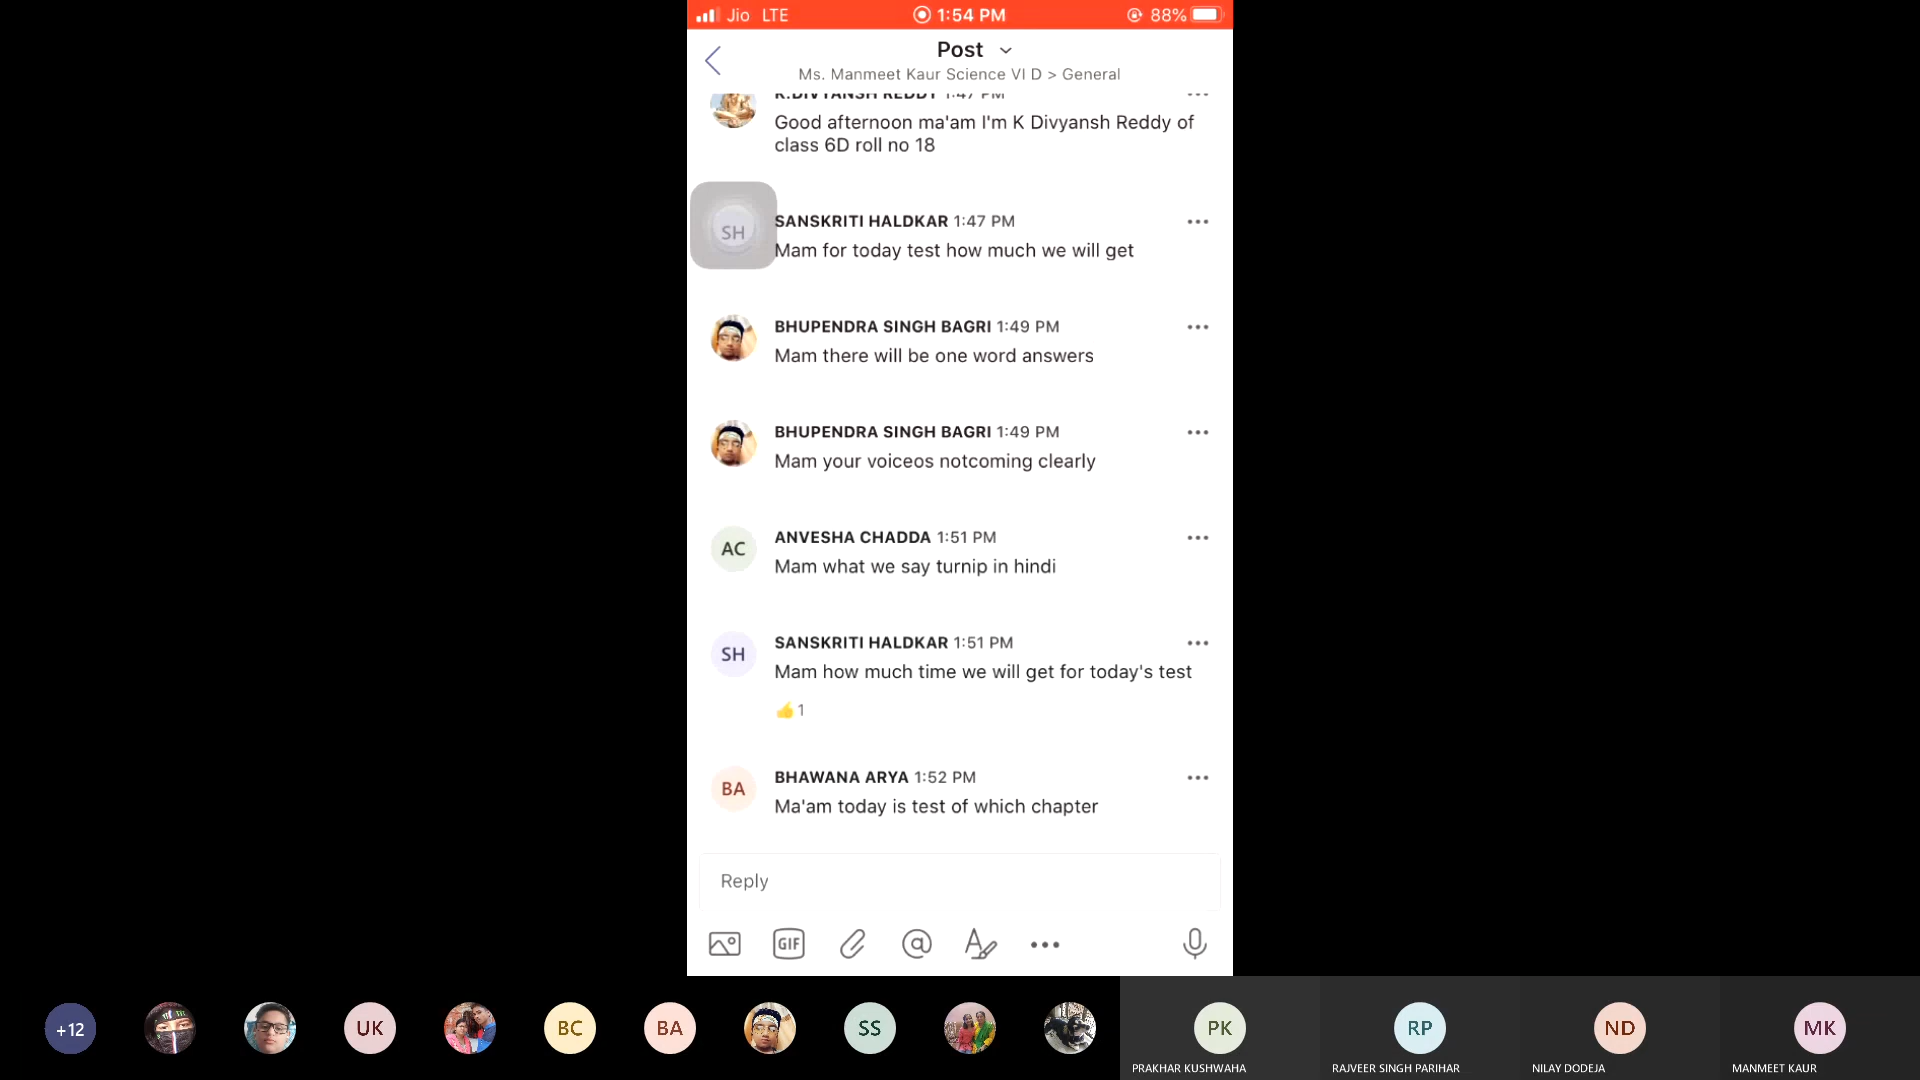 Jio LTE 1:54 PM 88%
Post
Ms. Manmeet Kaur Science VI D > General
K.DIVYANSH REDDY 1:47 PM
Good afternoon ma'am I'm K Divyansh Reddy of
class 6D roll no 18
SH
SANSKRITI HALDKAR 1:47 PM
Mam for today test how much we will get
BHUPENDRA SINGH BAGRI 1:49 PM
Mam there will be one word answers
BHUPENDRA SINGH BAGRI 1:49 PM
Mam your voiceos notcoming clearly
AC
ANVESHA CHADDA 1:51 PM
Mam what we say turnip in hindi
SH
SANSKRITI HALDKAR 1:51 PM
Mam how much time we will get for today's test
👍 1
BA
BHAWANA ARYA 1:52 PM
Ma'am today is test of which chapter
Reply
GIF
+12 UK BC BA SS PK RP ND MK
PRAKHAR KUSHWAHA RAJVEER SINGH PARIHAR NILAY DODEJA MANMEET KAUR